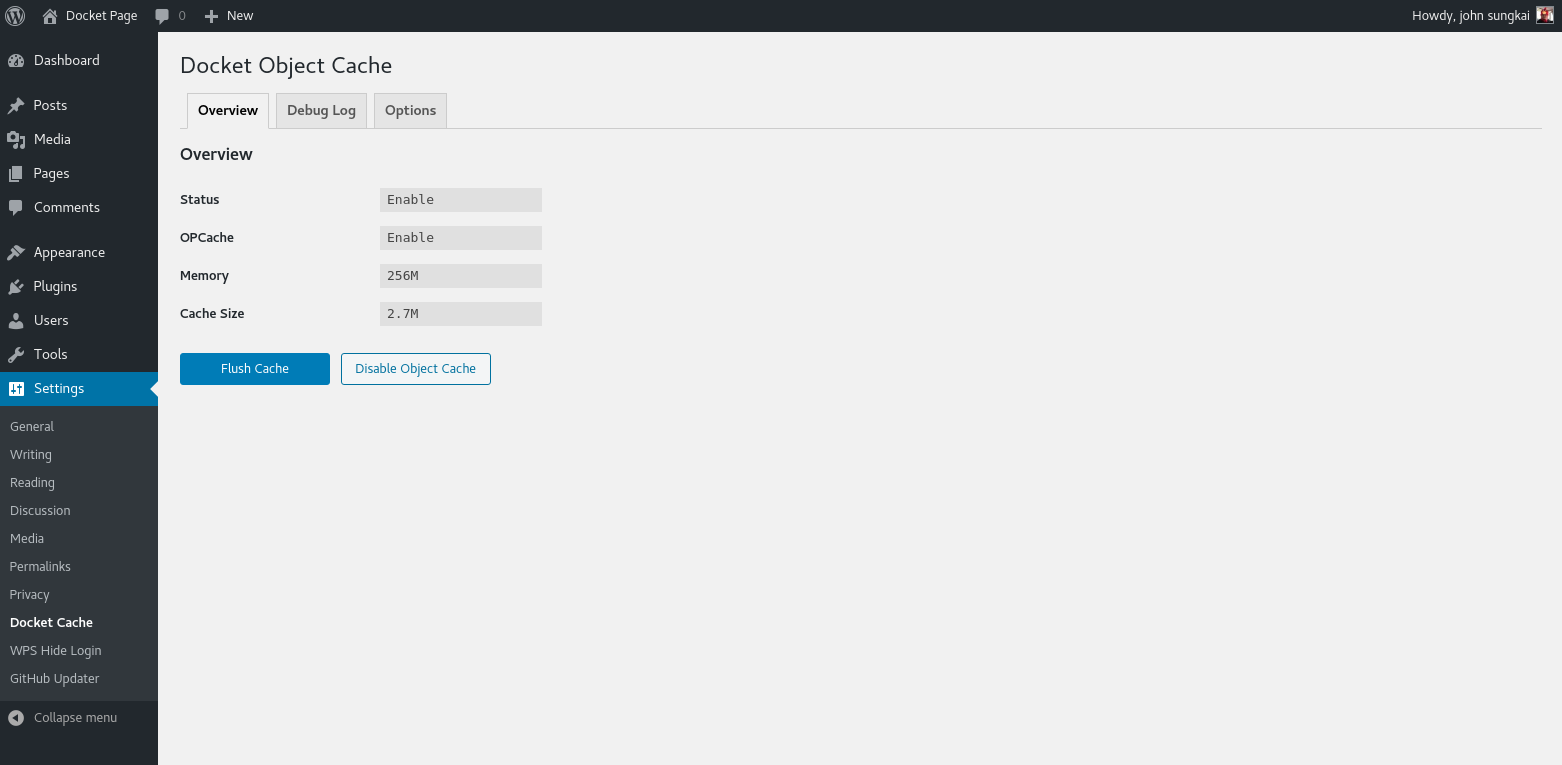 Docket Page 0 New Howdy, john sungkai
Dashboard
Posts
Media
Pages
Comments
Appearance
Plugins
Users
Tools
Settings
General
Writing
Reading
Discussion
Media
Permalinks
Privacy
Docket Cache
WPS Hide Login
GitHub Updater
Collapse menu
Docket Object Cache
Overview Debug Log Options
Overview
Status Enable
OPCache Enable
Memory 256M
Cache Size 2.7M
Flush Cache Disable Object Cache